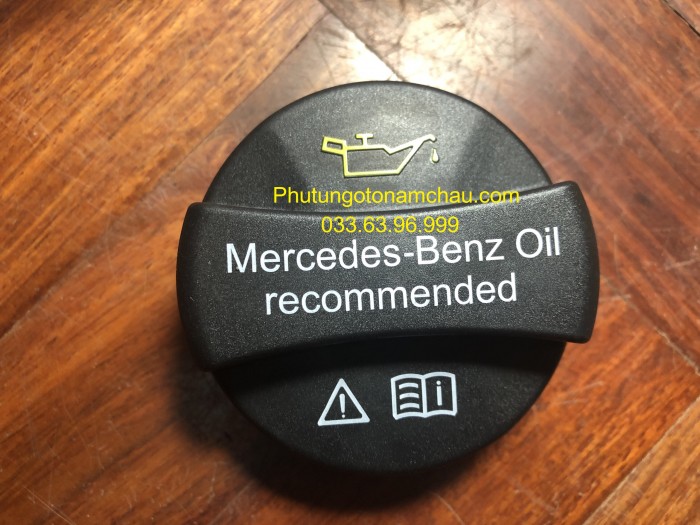 Phutungotonamchau.com
033.63.96.999
Mercedes-Benz Oil
recommended